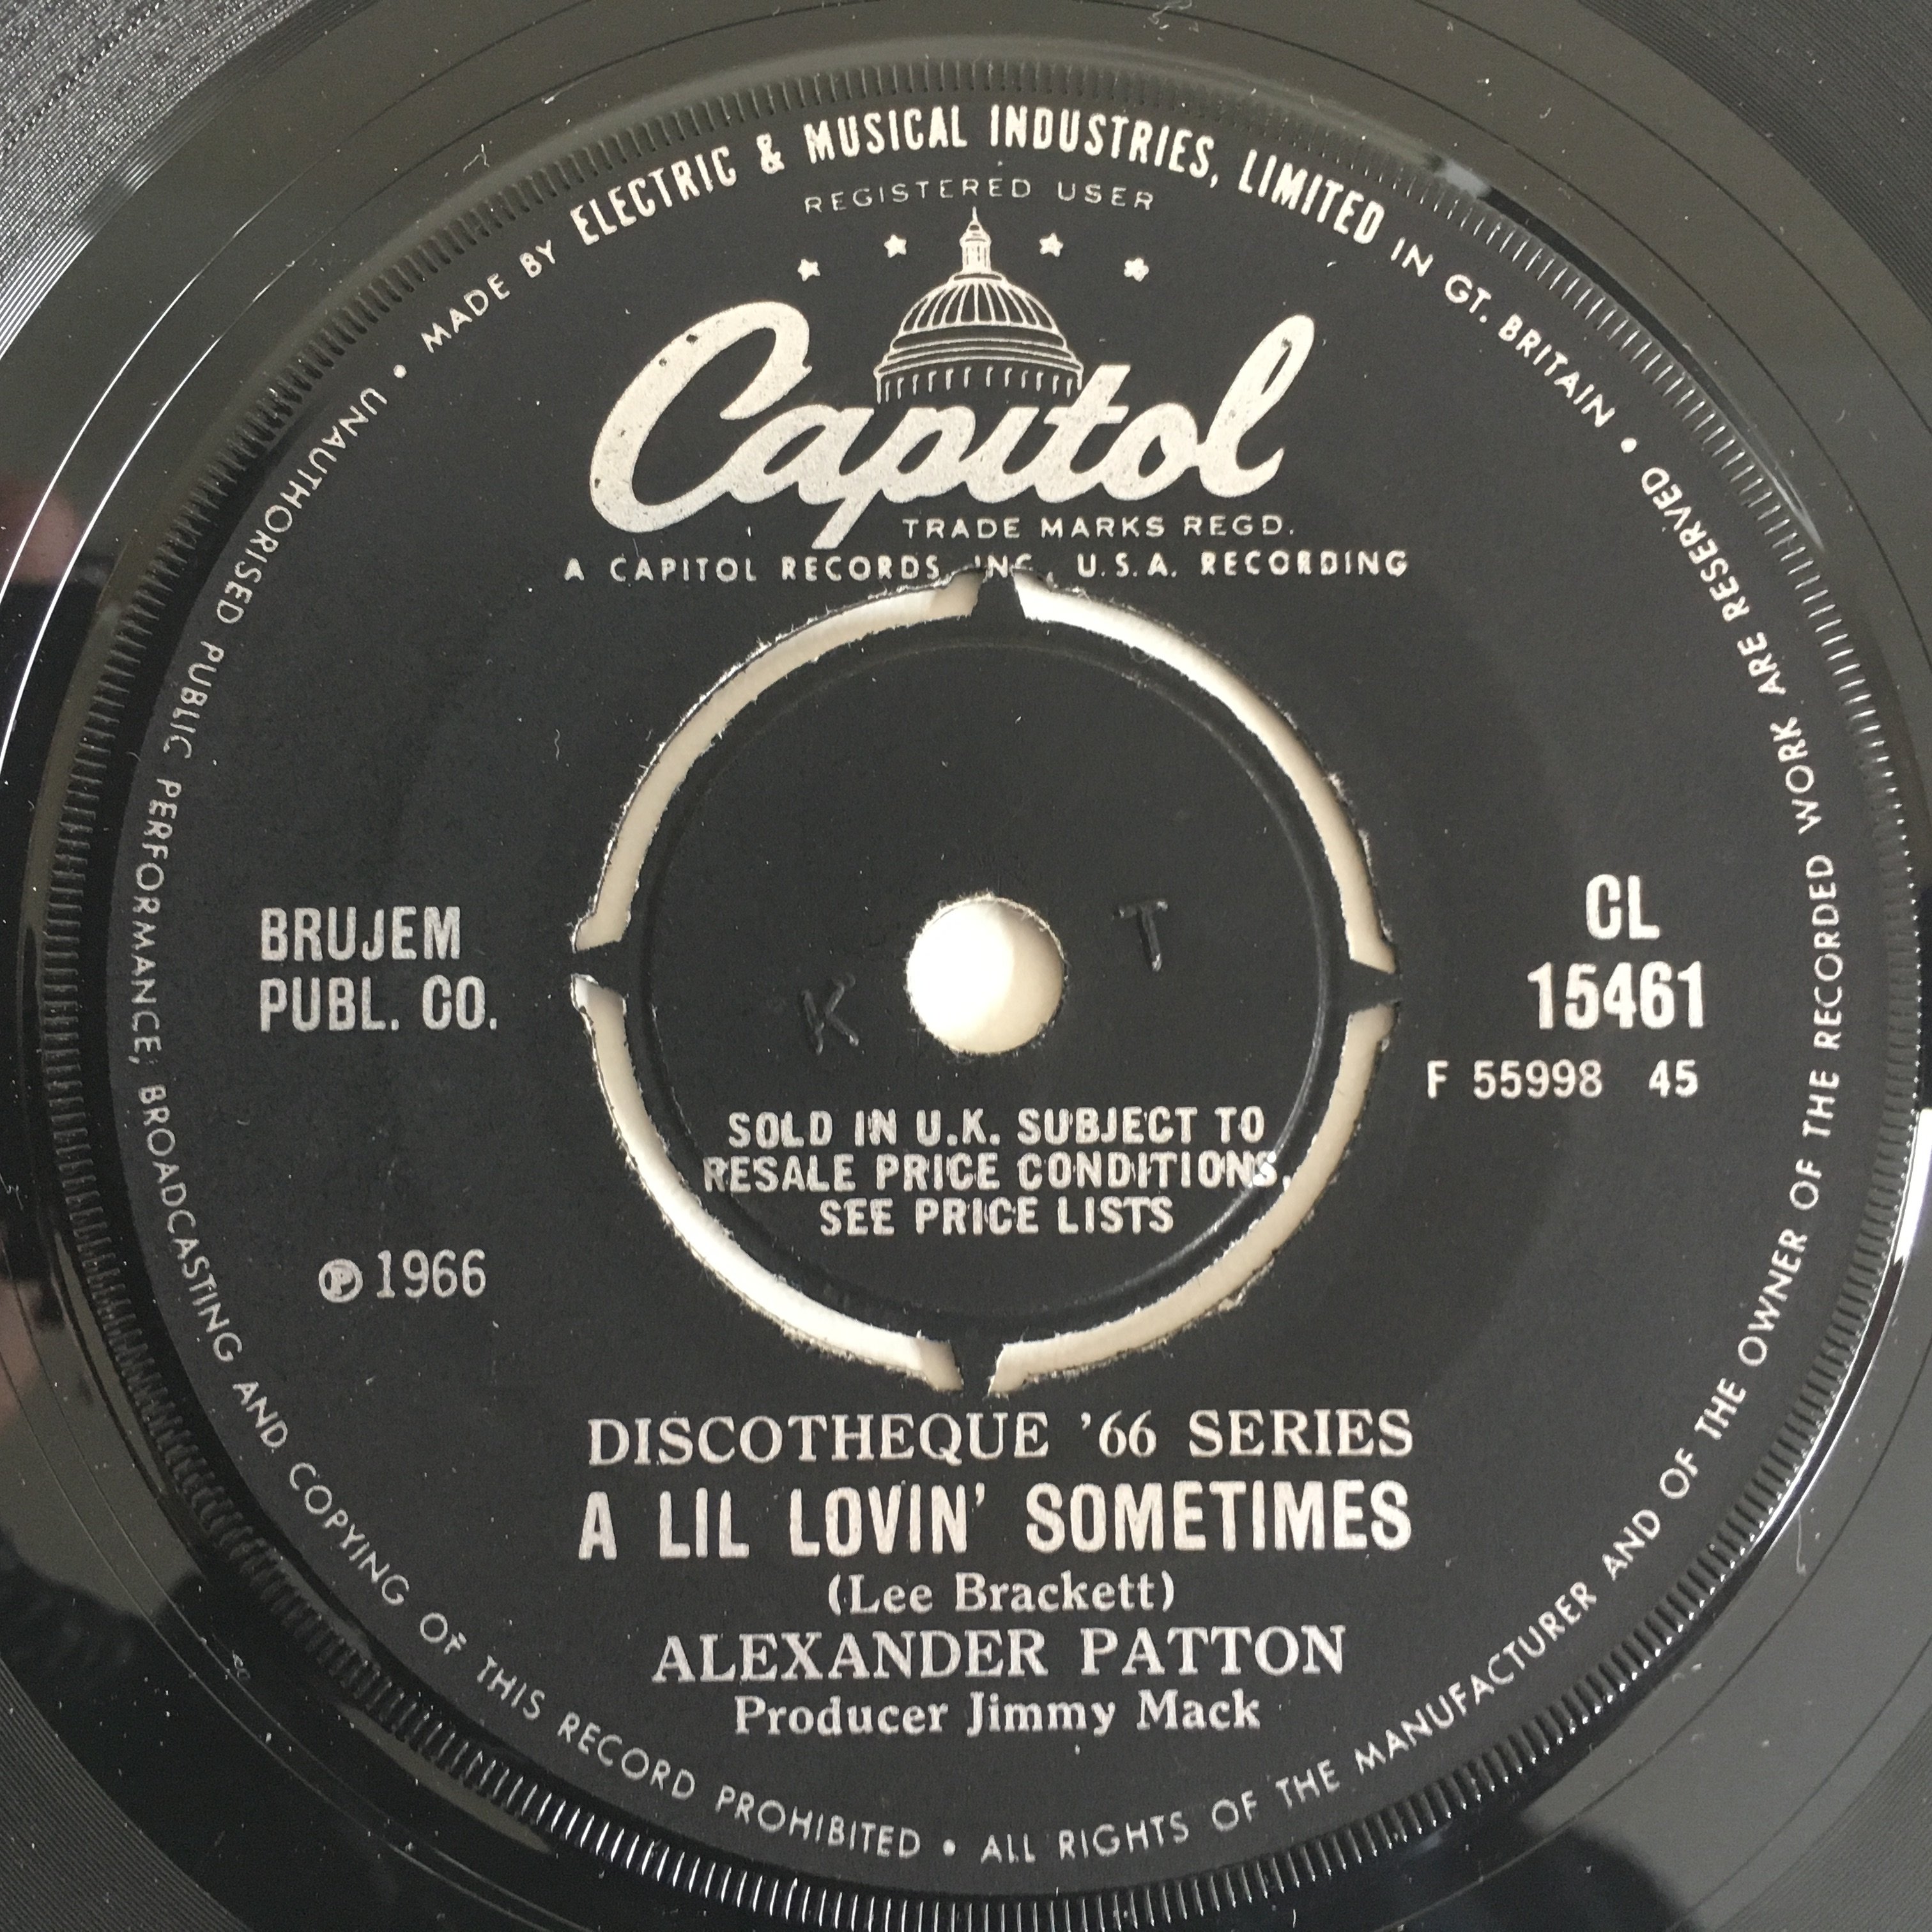 MADE BY ELECTRIC & MUSICAL INDUSTRIES, LIMITED IN GT. BRITAIN •
REGISTERED USER
Capitol
TRADE MARKS REGD.
A CAPITOL RECORDS, INC., U.S.A. RECORDING
BRUJEM
PUBL. CO.
K T
CL
15461
F 55998 45
SOLD IN U.K. SUBJECT TO
RESALE PRICE CONDITIONS,
SEE PRICE LISTS
℗ 1966
DISCOTHEQUE '66 SERIES
A LIL LOVIN' SOMETIMES
(Lee Brackett)
ALEXANDER PATTON
Producer Jimmy Mack
UNAUTHORISED PUBLIC PERFORMANCE, BROADCASTING AND COPYING OF THIS RECORD PROHIBITED • ALL RIGHTS OF THE MANUFACTURER AND OF THE OWNER OF THE RECORDED WORK ARE RESERVED •